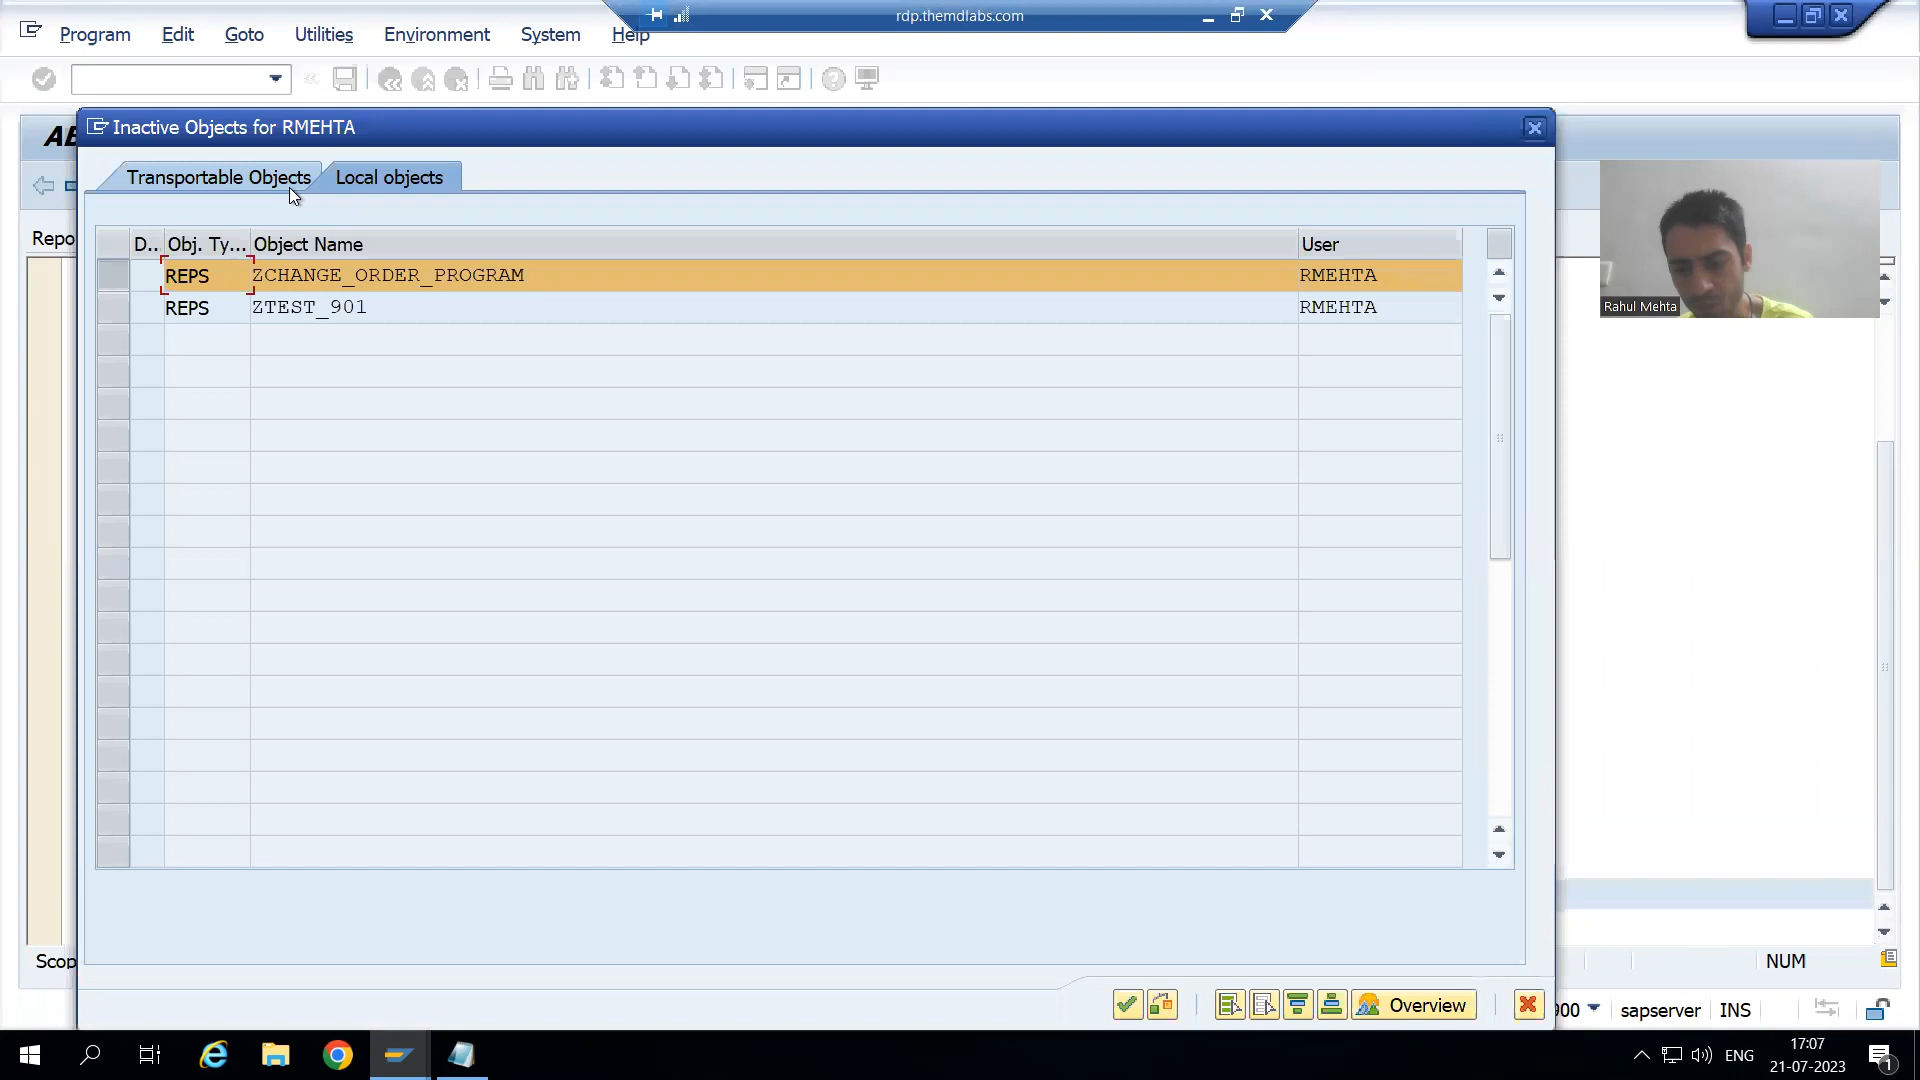 rdp.themdlabs.com
Program Edit Goto Utilities Environment System Help
Inactive Objects for RMEHTA
Transportable Objects Local objects
Repo
D.. Obj. Ty... Object Name User
REPS ZCHANGE_ORDER_PROGRAM RMEHTA
REPS ZTEST_901 RMEHTA
Rahul Mehta
Scop
NUM
Overview
sapserver INS
ENG
17:07
21-07-2023
1